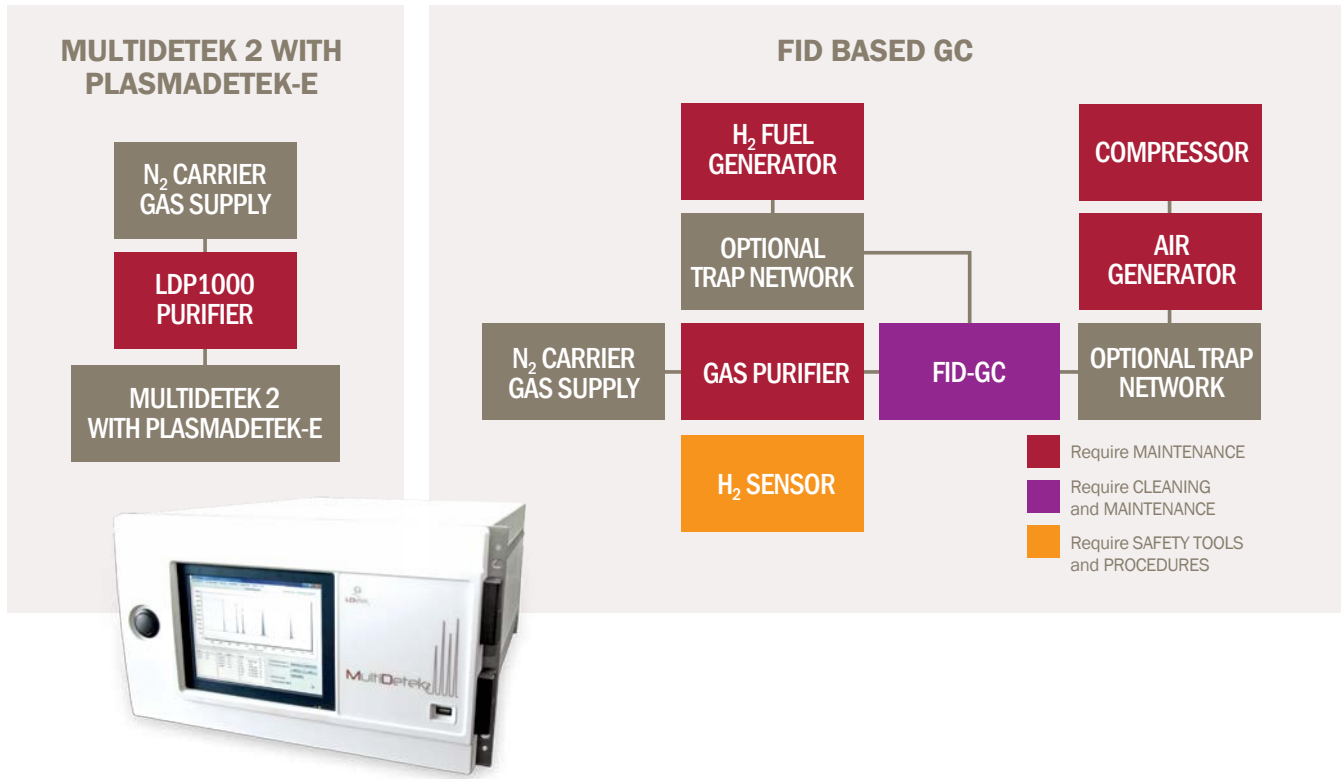 MULTIDETEK 2 WITH
PLASMADETEK-E
N₂ CARRIER
GAS SUPPLY
LDP1000
PURIFIER
MULTIDETEK 2
WITH PLASMADETEK-E
FID BASED GC
H₂ FUEL
GENERATOR
COMPRESSOR
OPTIONAL
TRAP NETWORK
AIR
GENERATOR
N₂ CARRIER
GAS SUPPLY
GAS PURIFIER
FID-GC
OPTIONAL TRAP
NETWORK
H₂ SENSOR
Require MAINTENANCE
Require CLEANING
and MAINTENANCE
Require SAFETY TOOLS
and PROCEDURES
MultiDetek2